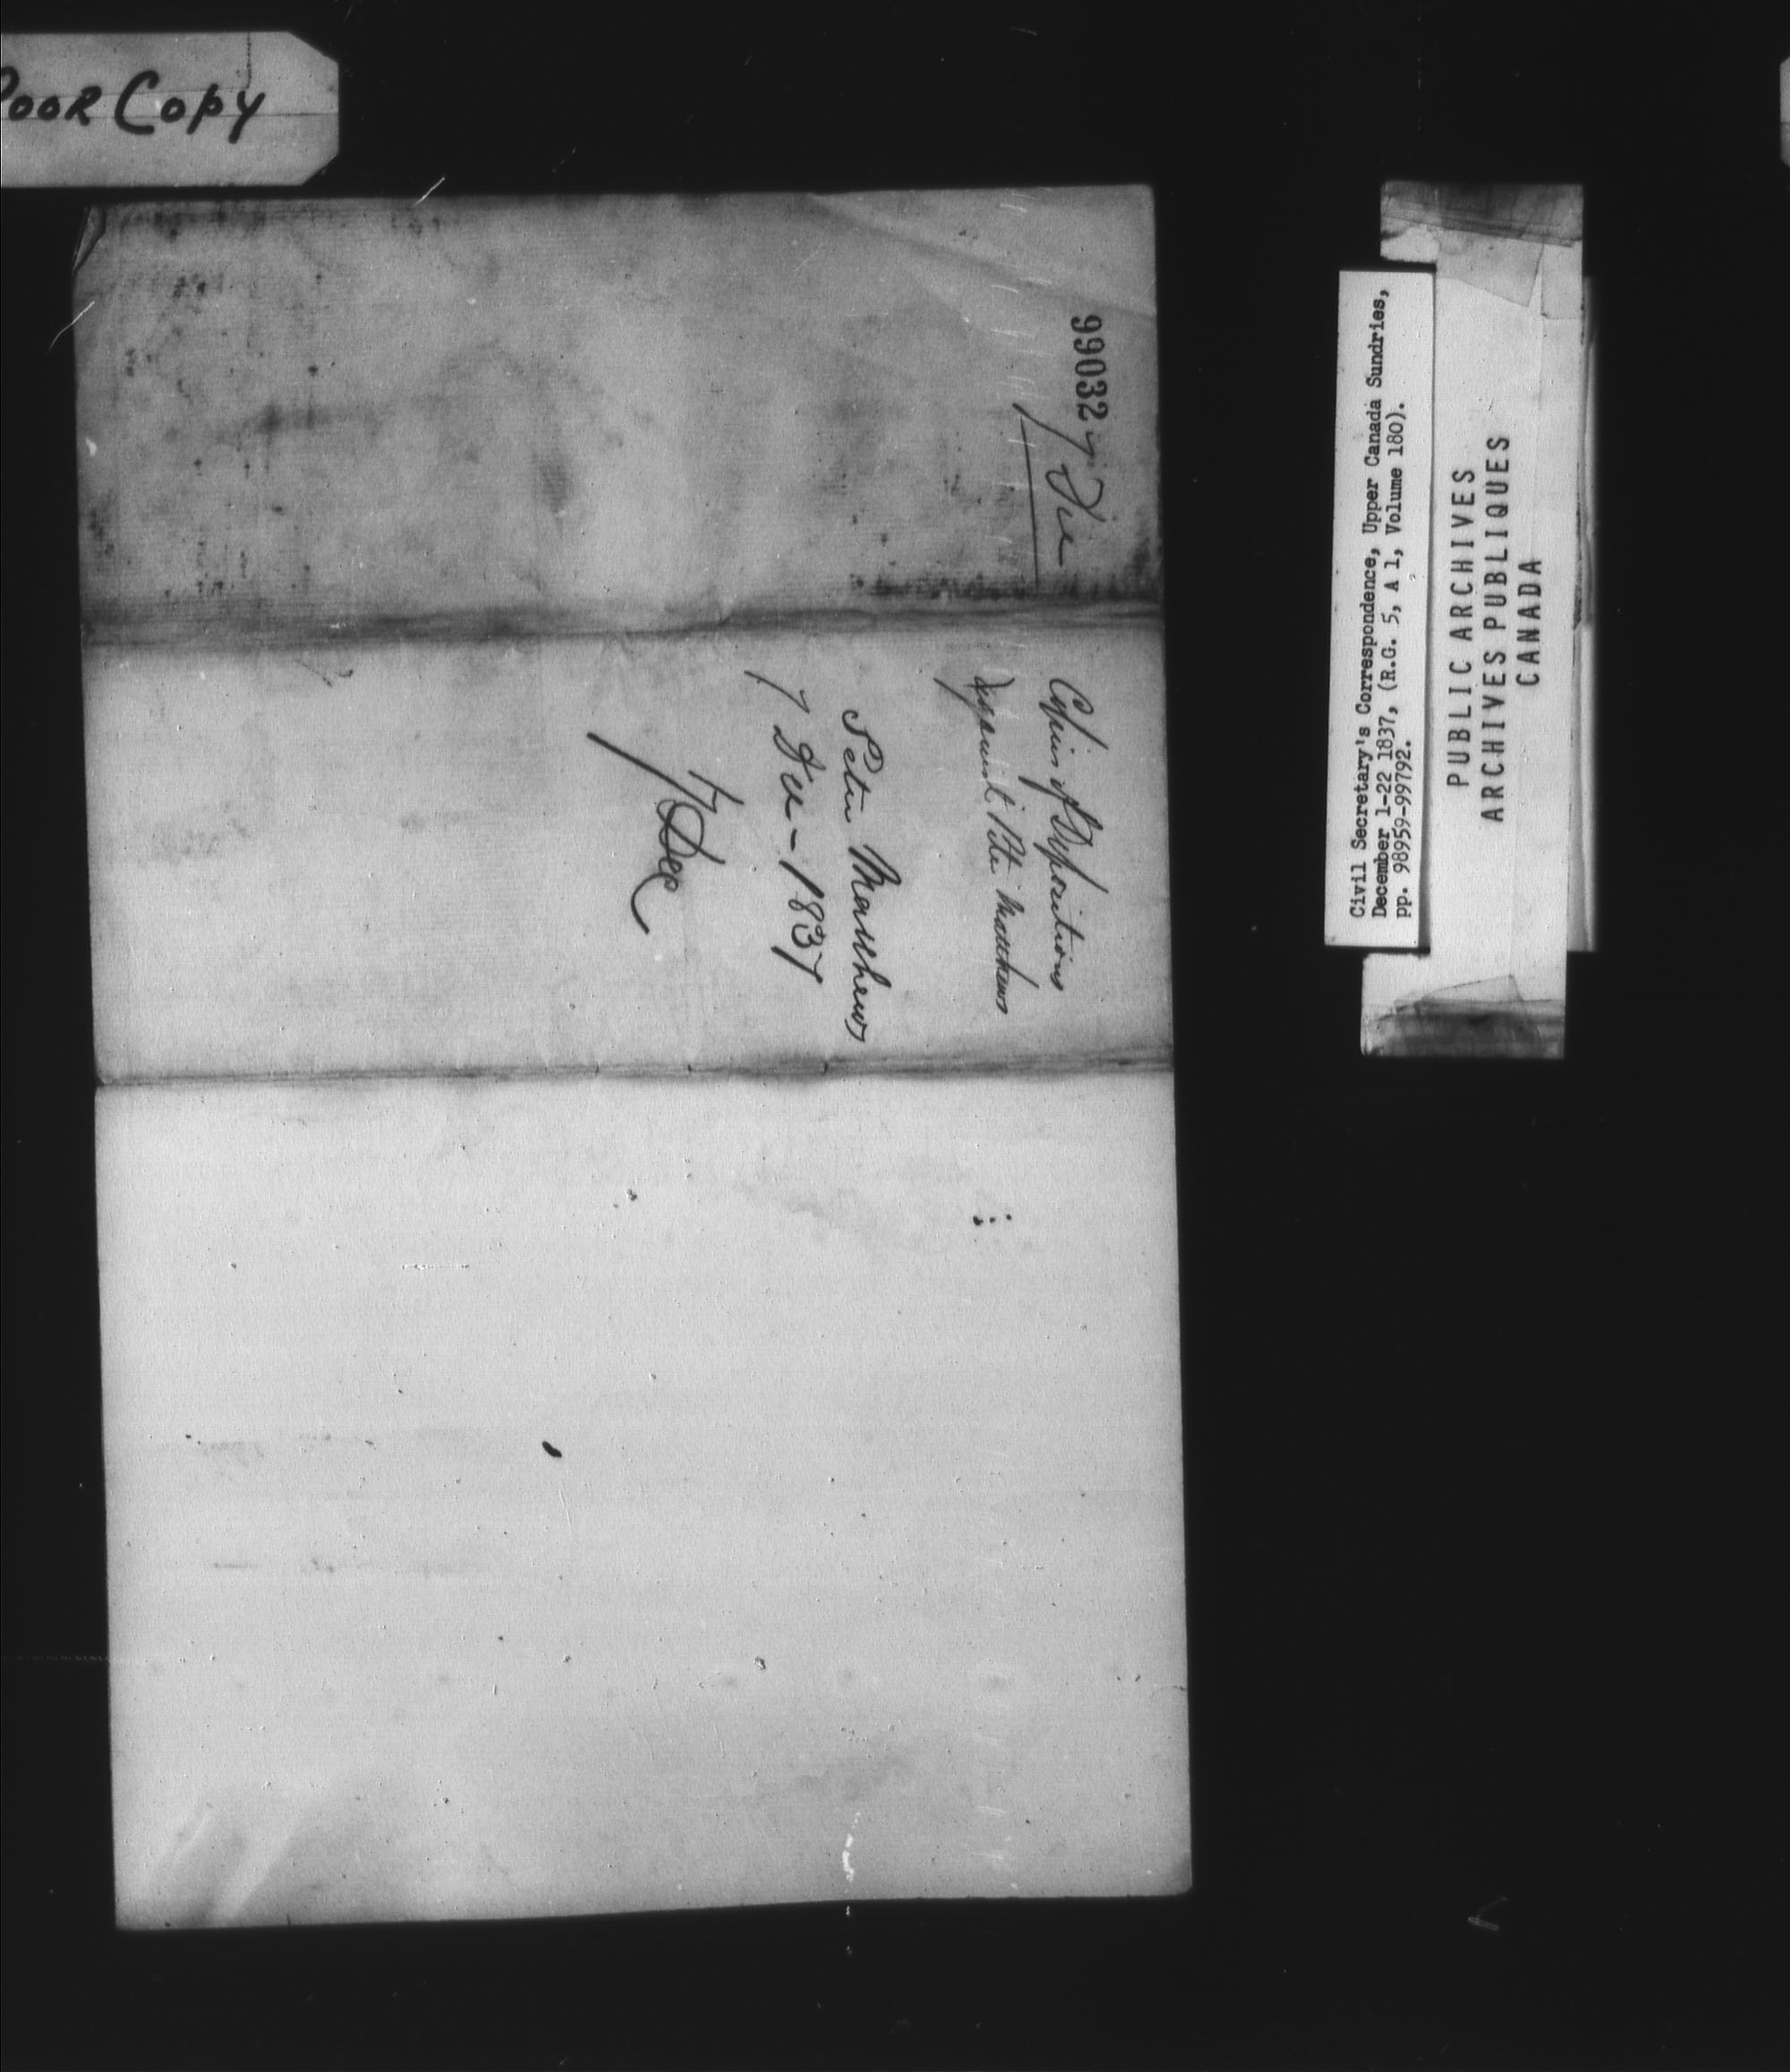 Poor Copy
99032
7 Dec
Copies of Depositions
against Peter Matthews
Peter Matthews
7 Dec - 1837
7 Dec
Civil Secretary's Correspondence, Upper Canada Sundries,
December 1-22 1837, (R.G. 5, A 1, Volume 180).
pp. 98959-99792.
PUBLIC ARCHIVES
ARCHIVES PUBLIQUES
CANADA